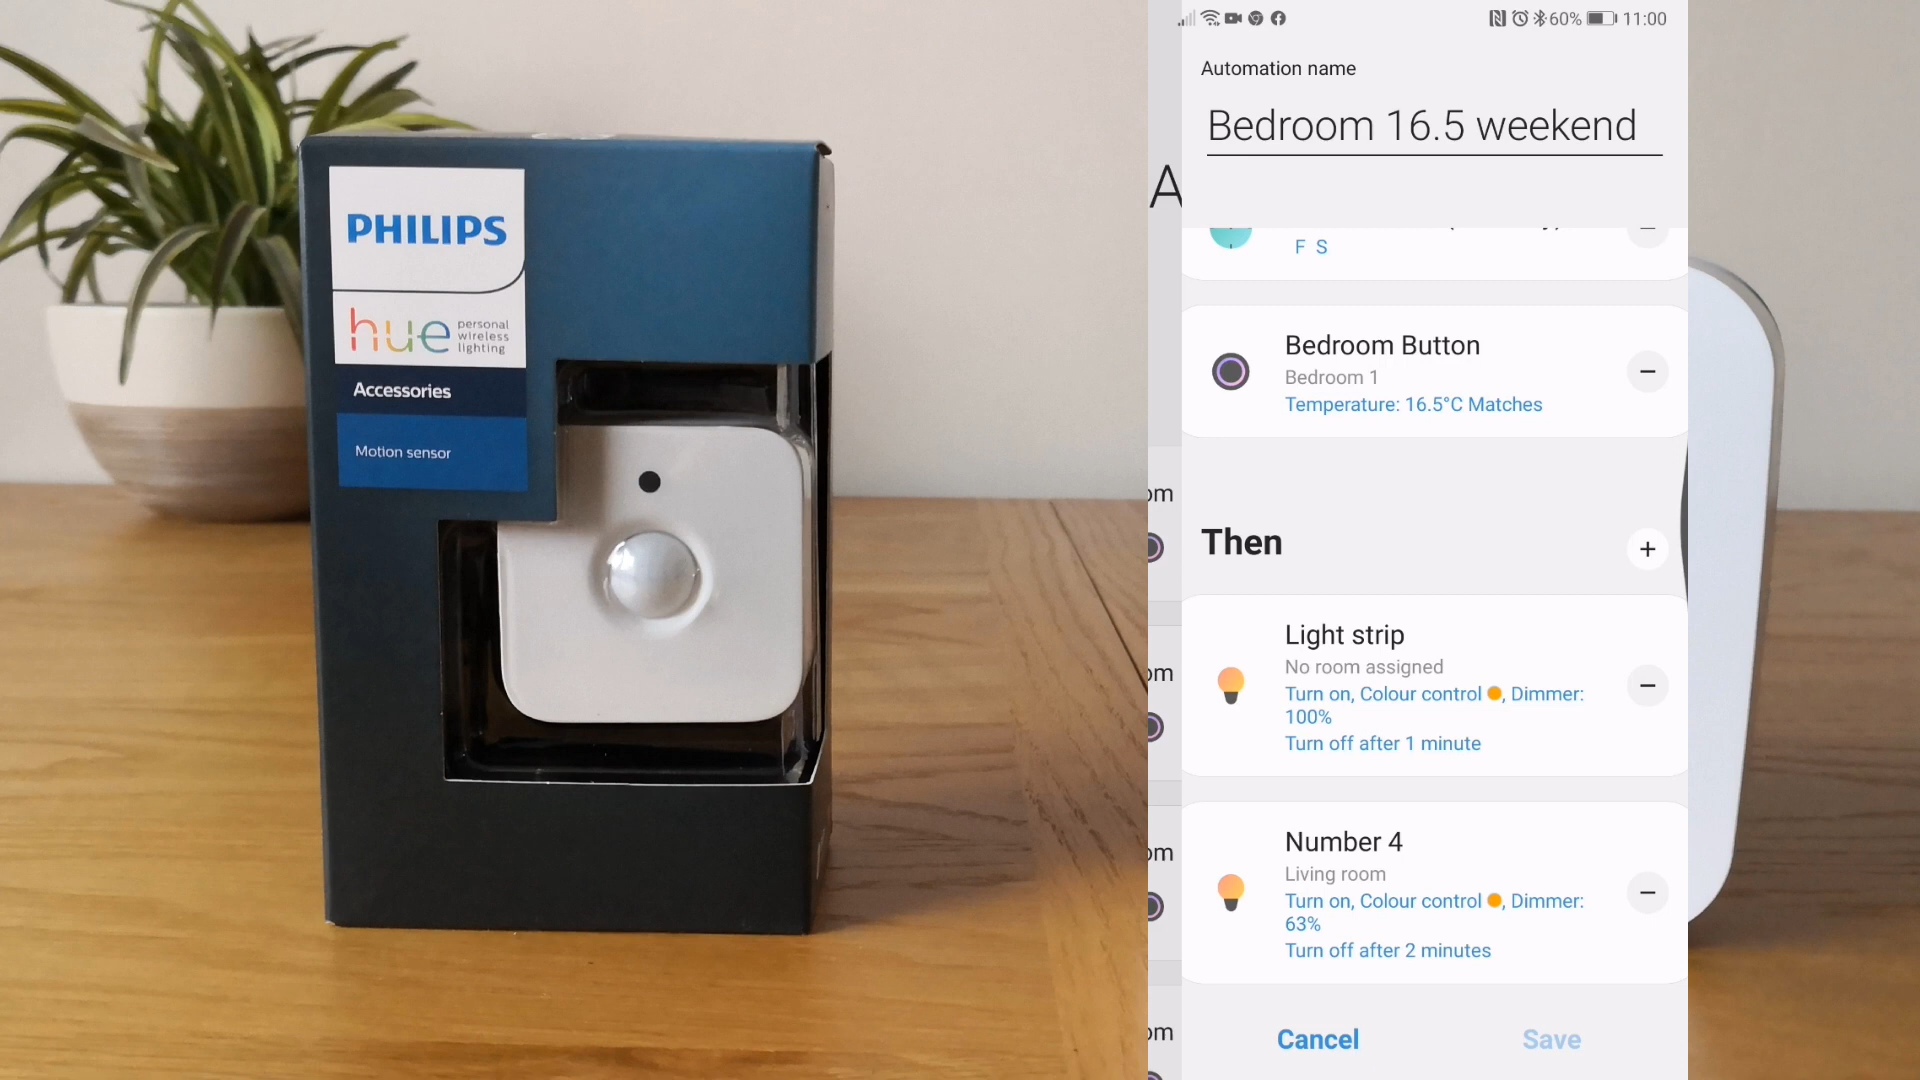 PHILIPS
hue personal
wireless
lighting
Accessories
Motion sensor
60% 11:00
Automation name
Bedroom 16.5 weekend
A
F S
Bedroom Button
Bedroom 1
Temperature: 16.5°C Matches
Then
+
om
om
om
om
Light strip
No room assigned
Turn on, Colour control , Dimmer:
100%
Turn off after 1 minute
Number 4
Living room
Turn on, Colour control , Dimmer:
63%
Turn off after 2 minutes
Cancel
Save